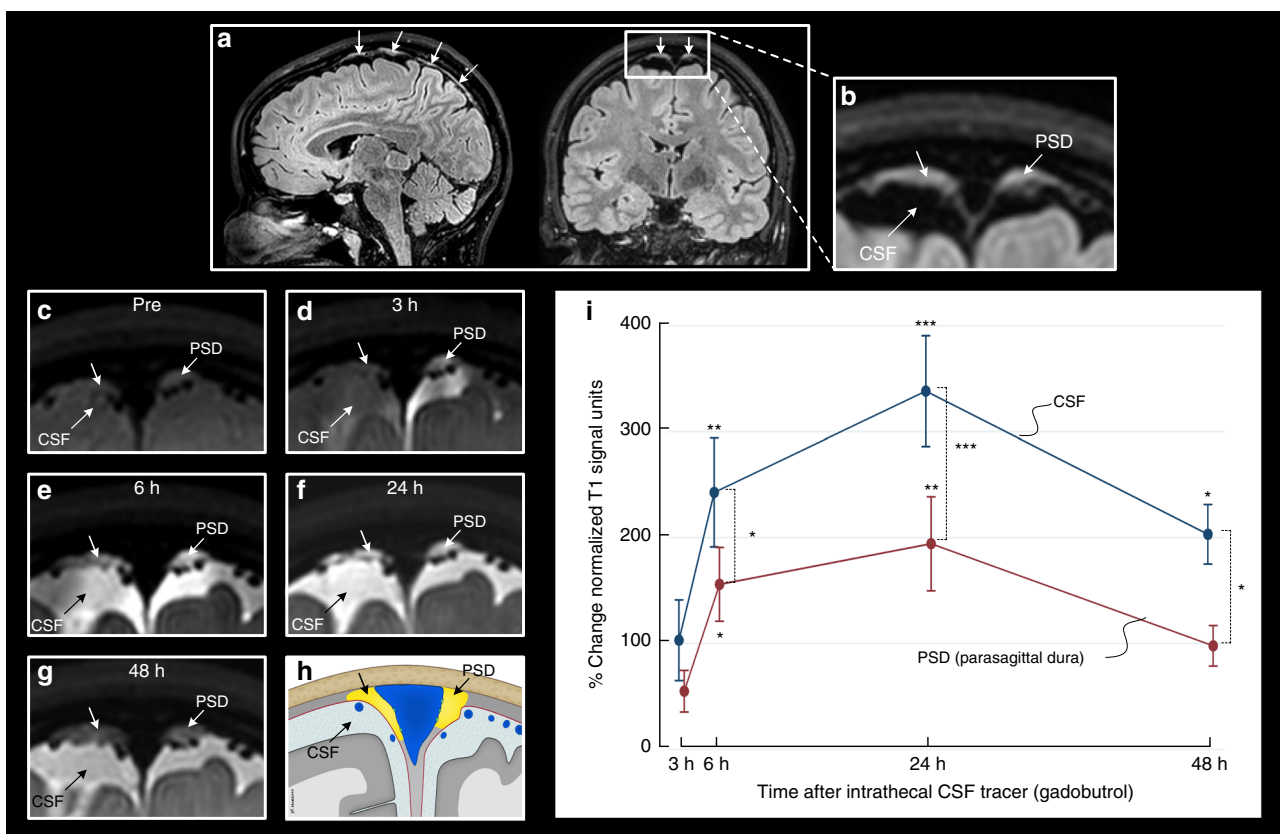 a
b
PSD
CSF
c
Pre
PSD
CSF
d
3 h
PSD
CSF
e
6 h
PSD
CSF
f
24 h
PSD
CSF
g
48 h
PSD
CSF
h
PSD
CSF
i
% Change normalized T1 signal units
400
300
200
100
0
***
**
***
CSF
**
*
*
*
*
PSD (parasagittal dura)
3 h 6 h 24 h 48 h
Time after intrathecal CSF tracer (gadobutrol)